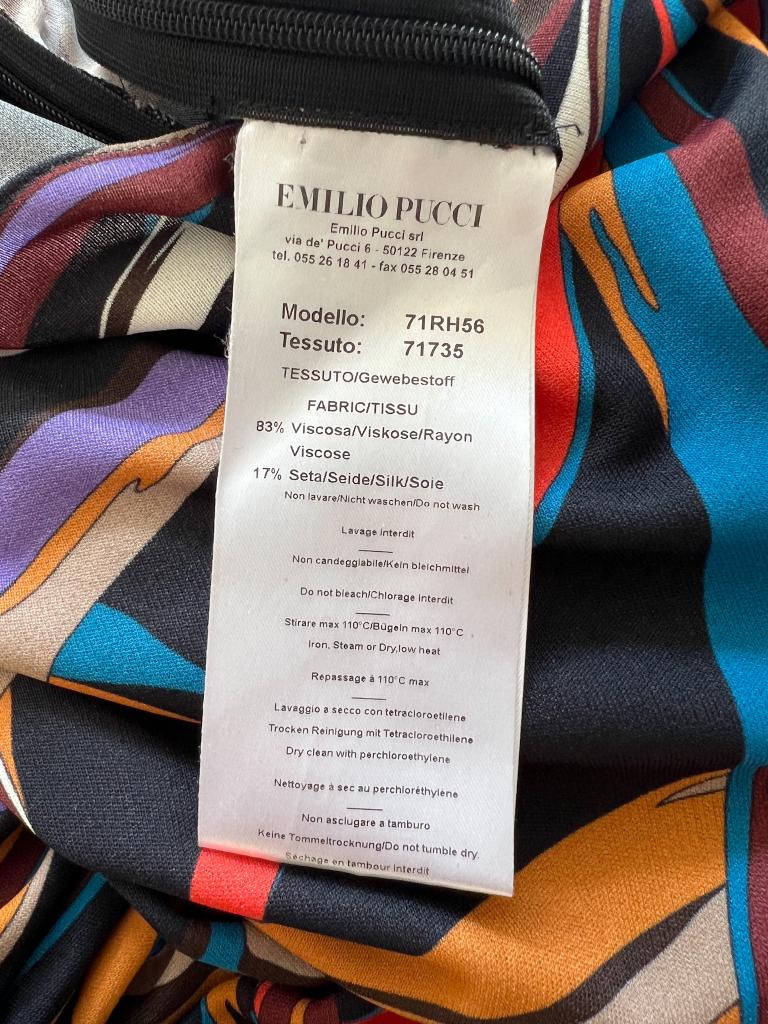 EMILIO PUCCI
Emilio Pucci srl
via de' Pucci 6 - 50122 Firenze
tel. 055 26 18 41 - fax 055 28 04 51
Modello: 71RH56
Tessuto: 71735
TESSUTO/Gewebestoff
FABRIC/TISSU
83% Viscosa/Viskose/Rayon
Viscose
17% Seta/Seide/Silk/Soie
Non lavare/Nicht waschen/Do not wash
Lavage interdit
Non candeggiabile/Kein bleichmittel
Do not bleach/Chlorage interdit
Stirare max 110°C/Bügeln max 110°C
Iron, Steam or Dry,low heat
Repassage à 110°C max
Lavaggio a secco con tetracloroetilene
Trocken Reinigung mit Tetracloroethilene
Dry clean with perchloroethylene
Nettoyage à sec au perchloréthylene
Non asciugare a tamburo
Keine Tommeltrocknung/Do not tumble dry.
Séchage en tambour interdit